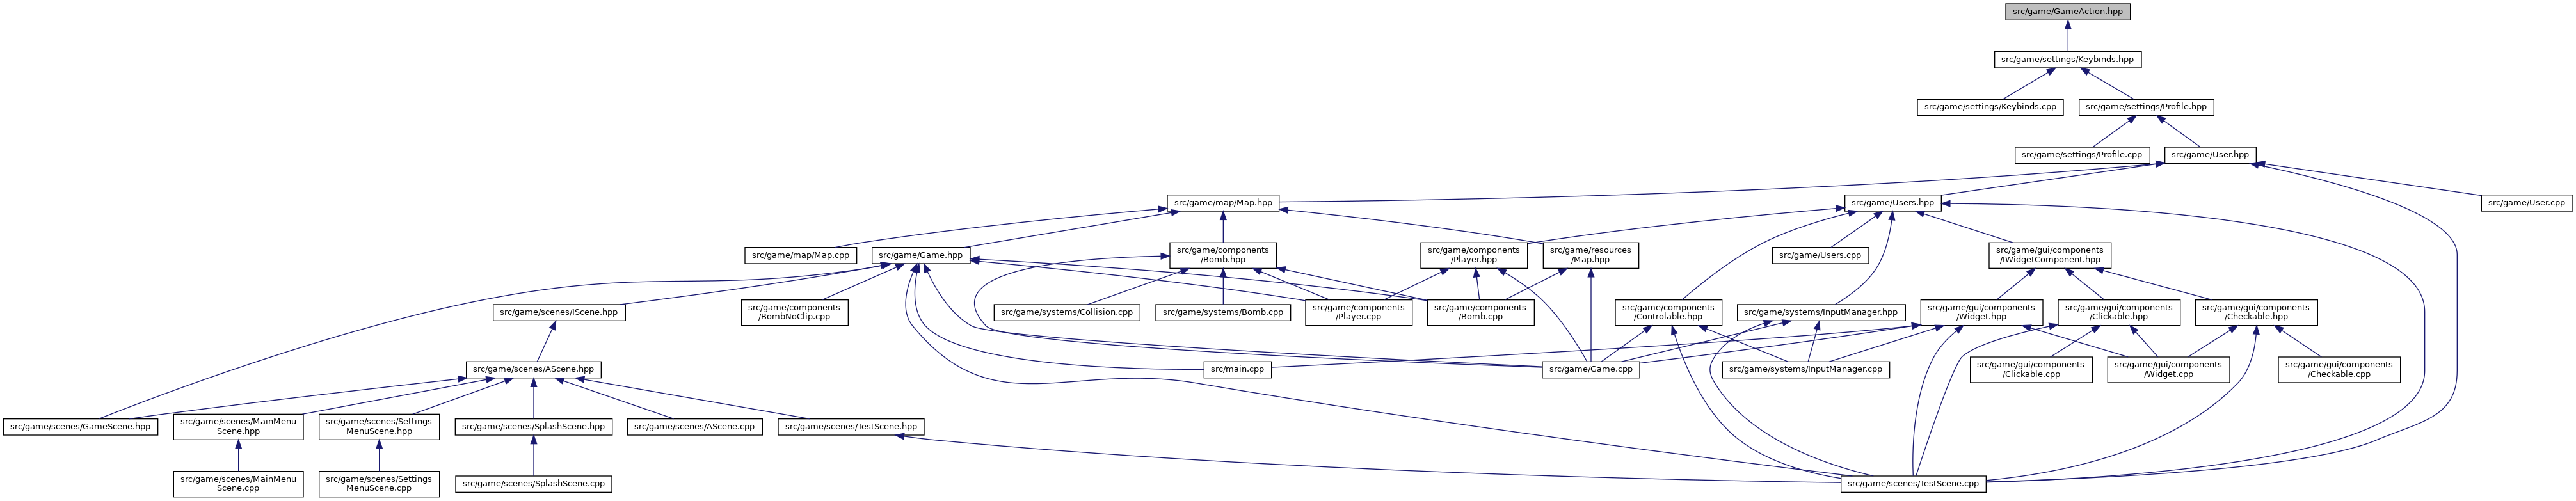 src/game/GameAction.hpp
src/game/settings/Keybinds.hpp
src/game/settings/Keybinds.cpp
src/game/settings/Profile.hpp
src/game/settings/Profile.cpp
src/game/User.hpp
src/game/map/Map.hpp
src/game/Users.hpp
src/game/User.cpp
src/game/map/Map.cpp
src/game/Game.hpp
src/game/components
/Bomb.hpp
src/game/components
/Player.hpp
src/game/resources
/Map.hpp
src/game/Users.cpp
src/game/gui/components
/IWidgetComponent.hpp
src/game/scenes/IScene.hpp
src/game/components
/BombNoClip.cpp
src/game/systems/Collision.cpp
src/game/systems/Bomb.cpp
src/game/components
/Player.cpp
src/game/components
/Bomb.cpp
src/game/components
/Controlable.hpp
src/game/systems/InputManager.hpp
src/game/gui/components
/Widget.hpp
src/game/gui/components
/Clickable.hpp
src/game/gui/components
/Checkable.hpp
src/game/scenes/AScene.hpp
src/main.cpp
src/game/Game.cpp
src/game/systems/InputManager.cpp
src/game/gui/components
/Clickable.cpp
src/game/gui/components
/Widget.cpp
src/game/gui/components
/Checkable.cpp
src/game/scenes/GameScene.hpp
src/game/scenes/MainMenu
Scene.hpp
src/game/scenes/Settings
MenuScene.hpp
src/game/scenes/SplashScene.hpp
src/game/scenes/AScene.cpp
src/game/scenes/TestScene.hpp
src/game/scenes/MainMenu
Scene.cpp
src/game/scenes/Settings
MenuScene.cpp
src/game/scenes/SplashScene.cpp
src/game/scenes/TestScene.cpp